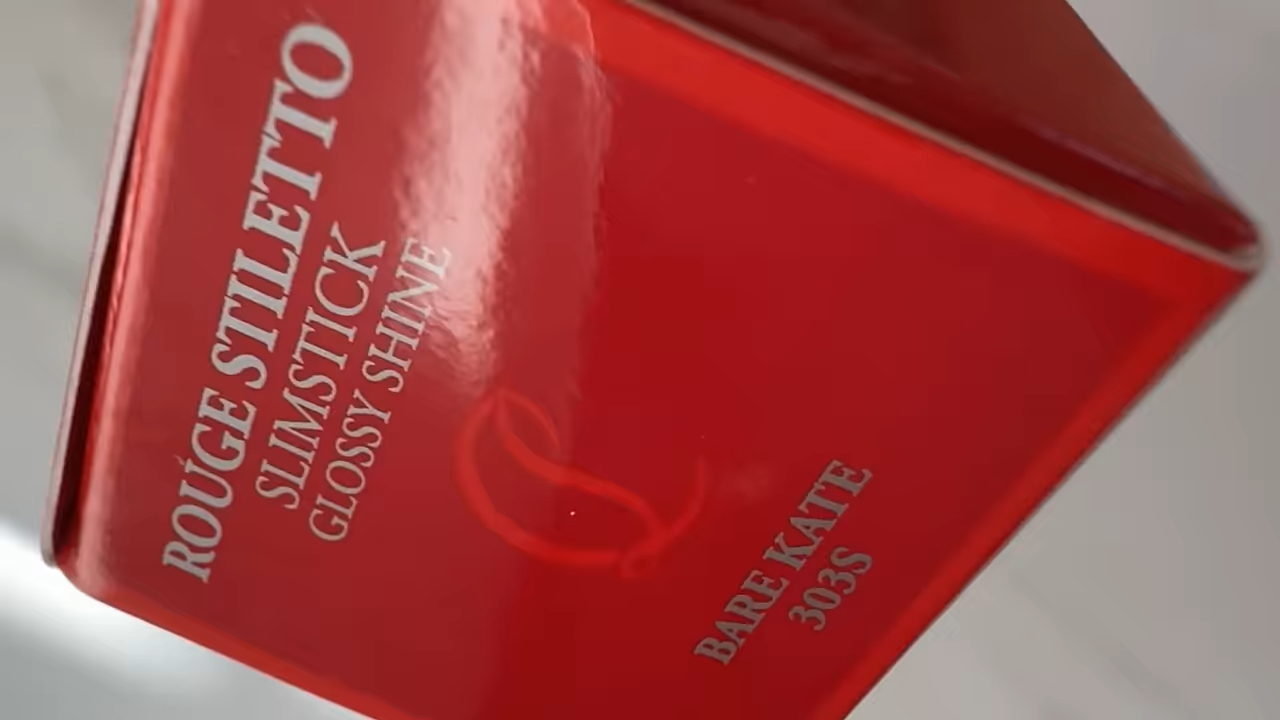 ROUGE STILETTO
SLIMSTICK
GLOSSY SHINE
BARE KATE
303S